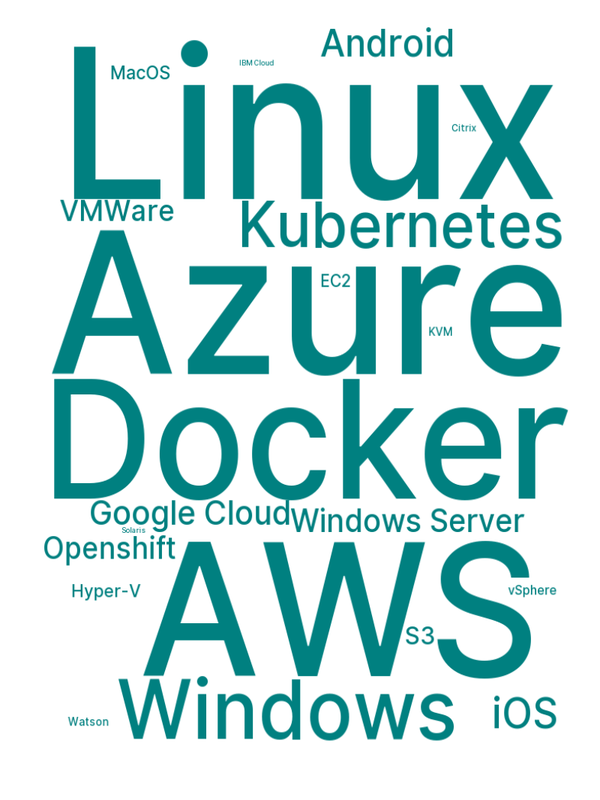 Android
IBM Cloud
MacOS
Linux
Citrix
VMWare
Kubernetes
Azure
EC2
KVM
Docker
Google Cloud
Windows Server
Solaris
Openshift
Hyper-V
AWS
vSphere
S3
Windows
iOS
Watson